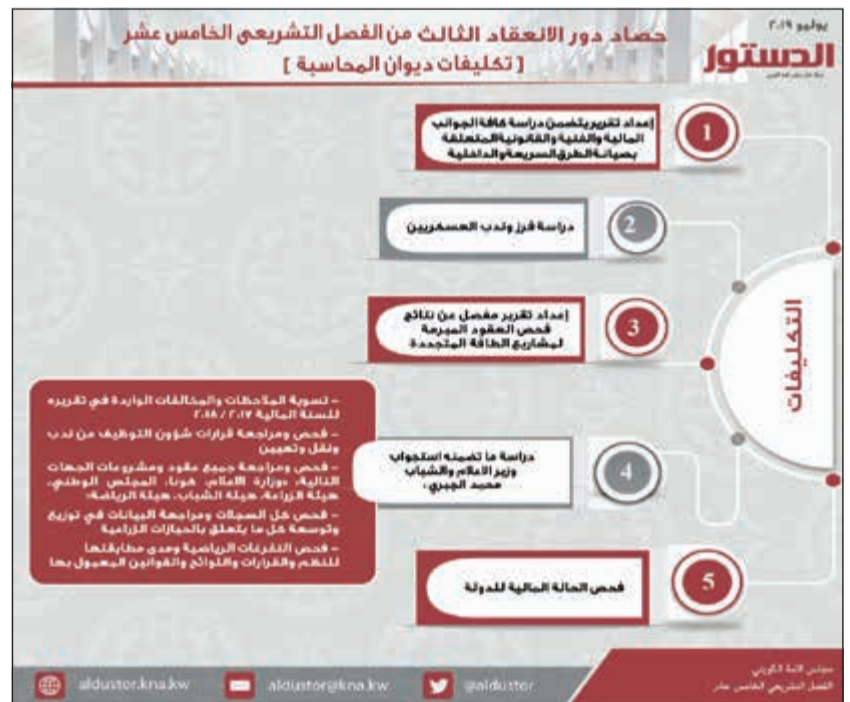 يوليو ٢٠١٩
الدستور
حصاد دور الانعقاد الثالث من الفصل التشريعي الخامس عشر
[ تكليفات ديوان المحاسبة ]
التكليفات
1
إعداد تقرير يتضمن دراسة كافة الجوانب
المالية والفنية والقانونية المتعلقة
بصيانة الطرق السريعة والداخلية
2
دراسة فرز وندب العسكريين
3
إعداد تقرير مفصل عن نتائج
فحص العقود المبرمة
لمشاريع الطاقة المتجددة
4
دراسة ما تضمنه استجواب
وزير الاعلام والشباب
محمد الجبري:
– تسوية الملاحظات والمخالفات الواردة في تقريره
للسنة المالية ٢٠١٧ / ٢٠١٨
– فحص ومراجعة قرارات شؤون التوظيف من ندب
ونقل وتعيين
– فحص ومراجعة جميع عقود ومشروعات الجهات
التالية: «وزارة الاعلام، كونا، المجلس الوطني،
هيئة الزراعة، هيئة الشباب، هيئة الرياضة»
– فحص كل السجلات ومراجعة البيانات في توزيع
وتوسعة كل ما يتعلق بالحيازات الزراعية
– فحص التفرغات الرياضية ومدى مطابقتها
للنظم والقرارات واللوائح والقوانين المعمول بها
5
فحص الحالة المالية للدولة
مجلس الأمة الكويتي
الفصل التشريعي الخامس عشر
@aldustor
aldustor@kna.kw
aldustor.kna.kw